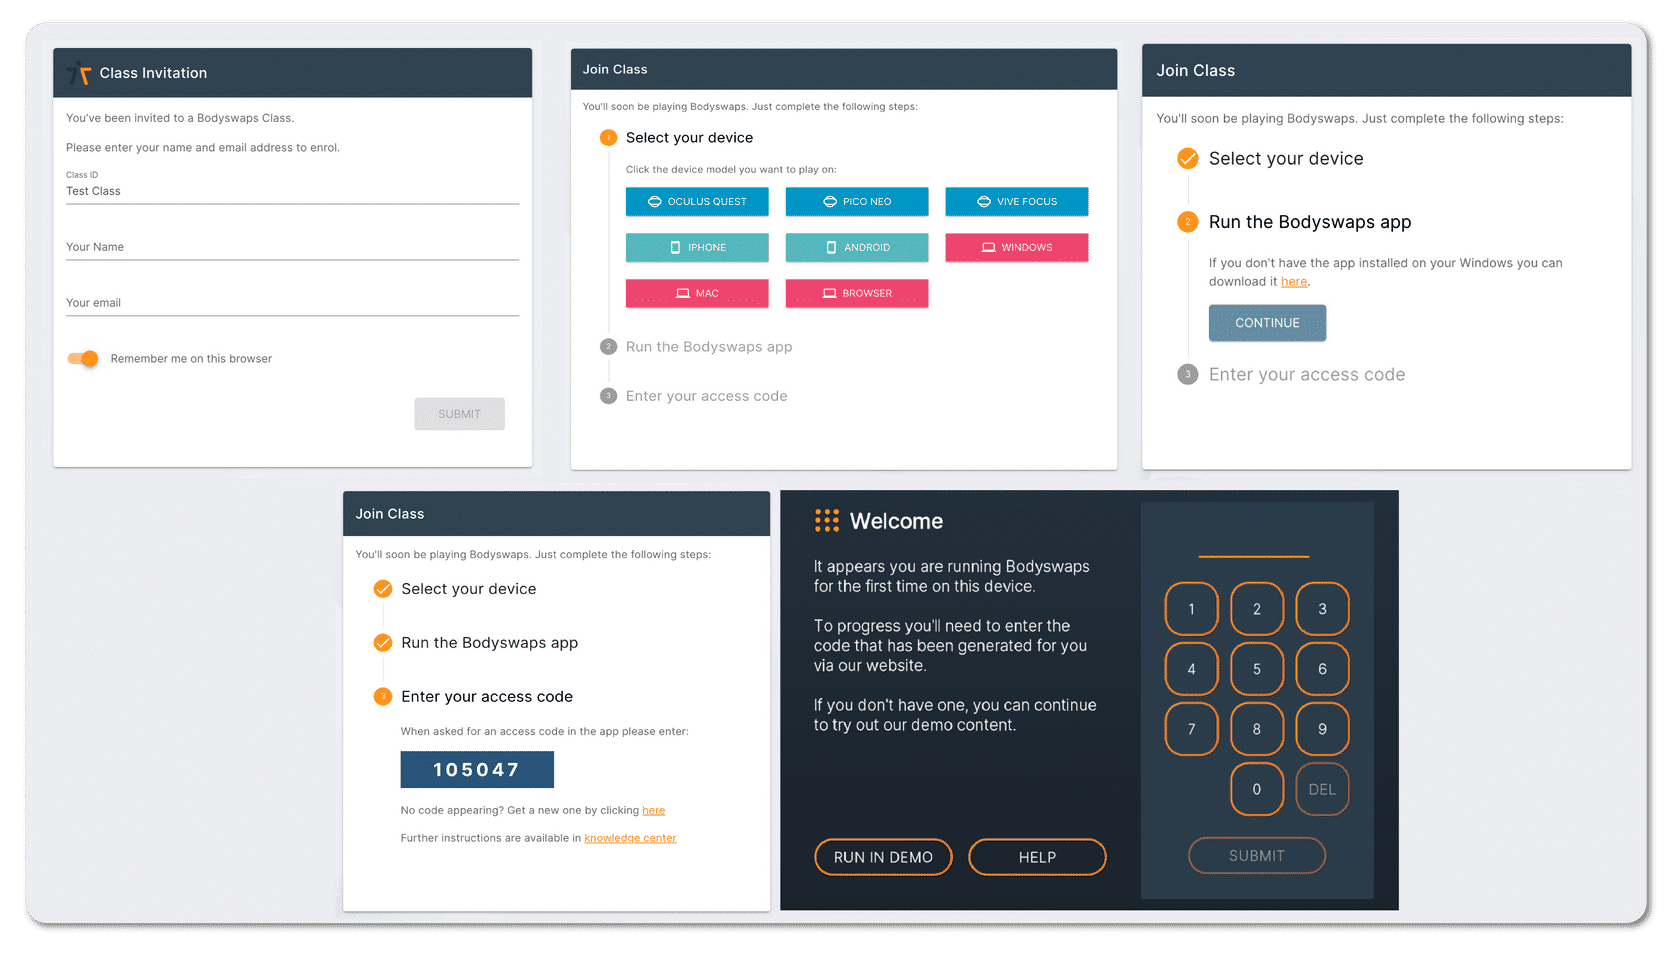 Class Invitation
You've been invited to a Bodyswaps Class.
Please enter your name and email address to enrol.
Class ID
Test Class
Your Name
Your email
Remember me on this browser
SUBMIT
Join Class
You'll soon be playing Bodyswaps. Just complete the following steps:
1 Select your device
Click the device model you want to play on:
OCULUS QUEST PICO NEO VIVE FOCUS
IPHONE ANDROID WINDOWS
MAC BROWSER
2 Run the Bodyswaps app
3 Enter your access code
Join Class
You'll soon be playing Bodyswaps. Just complete the following steps:
Select your device
2 Run the Bodyswaps app
If you don't have the app installed on your Windows you can
download it here.
CONTINUE
3 Enter your access code
Join Class
You'll soon be playing Bodyswaps. Just complete the following steps:
Select your device
Run the Bodyswaps app
3 Enter your access code
When asked for an access code in the app please enter:
105047
No code appearing? Get a new one by clicking here
Further instructions are available in knowledge center
Welcome
It appears you are running Bodyswaps
for the first time on this device.
To progress you'll need to enter the
code that has been generated for you
via our website.
If you don't have one, you can continue
to try out our demo content.
RUN IN DEMO HELP
1 2 3
4 5 6
7 8 9
0 DEL
SUBMIT